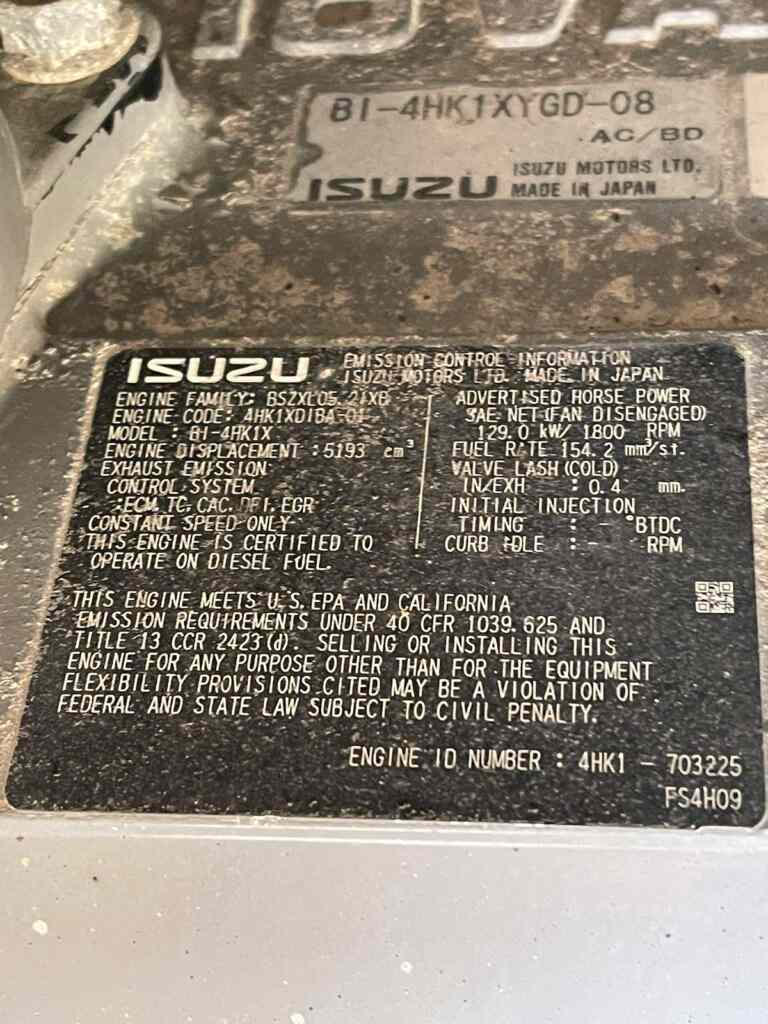 BI-4HK1XYGD-08
AC/BD
ISUZU ISUZU MOTORS LTD.
MADE IN JAPAN
ISUZU EMISSION CONTROL INFORMATION
ISUZU MOTORS LTD. MADE IN JAPAN
ENGINE FAMILY:
ENGINE CODE: 4HK1XDIBA-01
MODEL : BI-4HK1X
ENGINE DISPLACEMENT :5193 cm³
EXHAUST EMISSION
CONTROL SYSTEM
:ECM, TC, CAC, DFI, EGR
CONSTANT SPEED ONLY
THIS ENGINE IS CERTIFIED TO
OPERATE ON DIESEL FUEL.
ADVERTISED HORSE POWER
SAE NET(FAN DISENGAGED)
129.0 kW/ 1800 RPM
FUEL RATE 154.2 mm³/st.
VALVE LASH(COLD)
IN/EXH : 0.4 mm.
INITIAL INJECTION
TIMING : - °BTDC
CURB IDLE : - RPM
THIS ENGINE MEETS U.S. EPA AND CALIFORNIA
EMISSION REQUIREMENTS UNDER 40 CFR 1039.625 AND
TITLE 13 CCR 2423(d). SELLING OR INSTALLING THIS
ENGINE FOR ANY PURPOSE OTHER THAN FOR THE EQUIPMENT
FLEXIBILITY PROVISIONS CITED MAY BE A VIOLATION OF
FEDERAL AND STATE LAW SUBJECT TO CIVIL PENALTY.
ENGINE ID NUMBER : 4HK1 - 703225
FS4H09